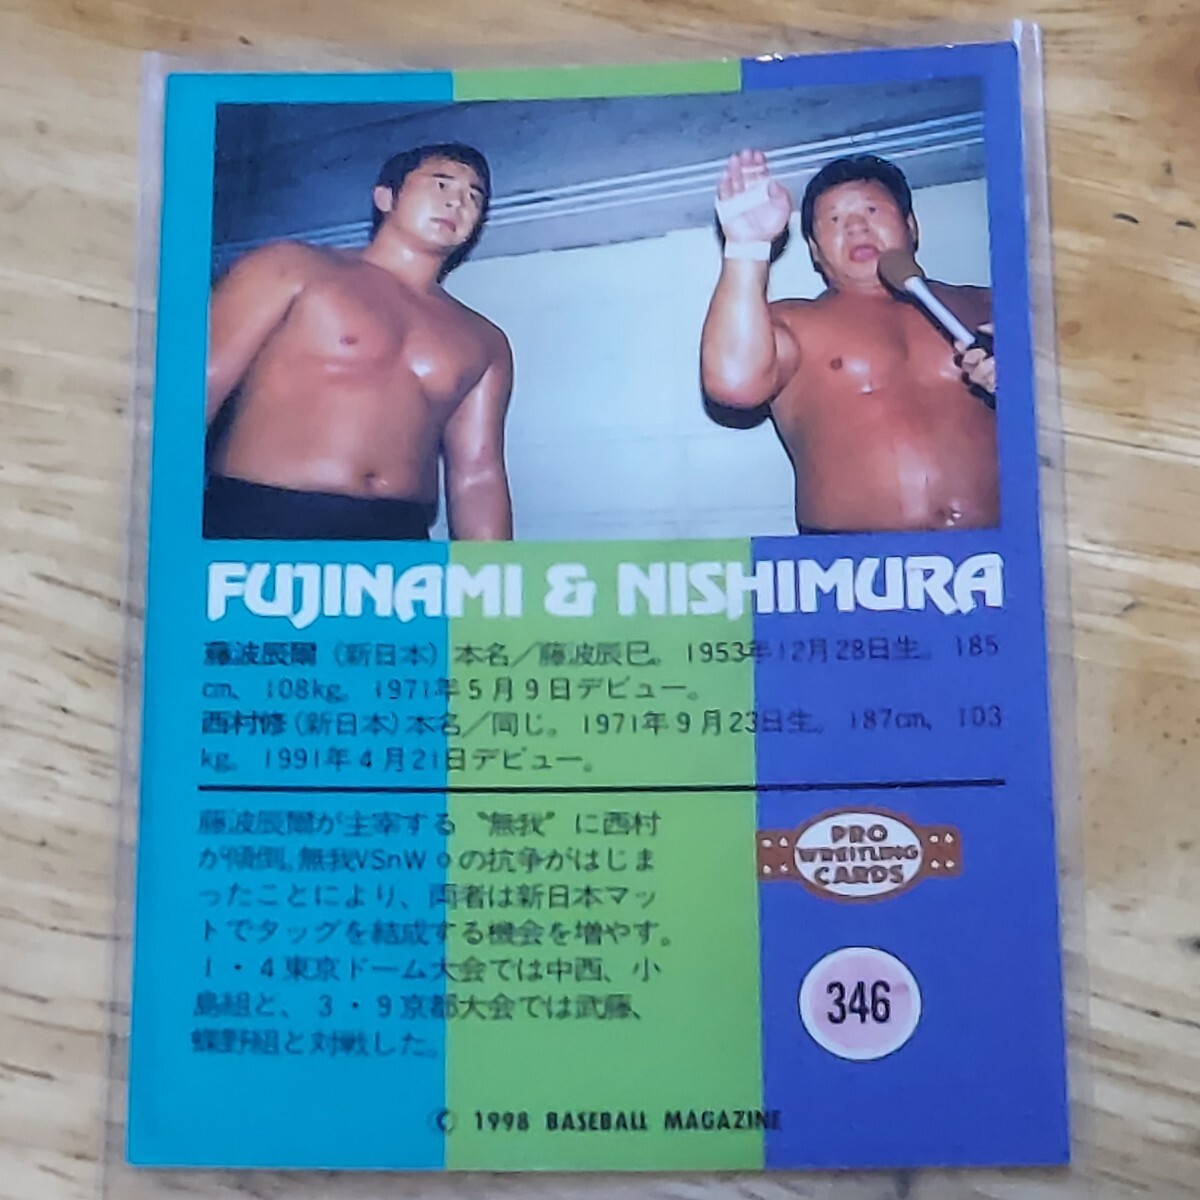 FUJINAMI & NISHIMURA
藤波辰爾(新日本)本名/藤波辰巳。1953年12月28日生。185
cm、108kg。1971年5月9日デビュー。
西村修(新日本)本名/同じ。1971年9月23日生。187cm、103
kg。1991年4月21日デビュー。
藤波辰爾が主宰する〝無我〟に西村
が傾倒。無我VSnWoの抗争がはじま
ったことにより、両者は新日本マッ
トでタッグを結成する機会を増やす。
1・4東京ドーム大会では中西、小
島組と、3・9京都大会では武藤、
蝶野組と対戦した。
PRO
WRESTLING
CARDS
346
© 1998 BASEBALL MAGAZINE